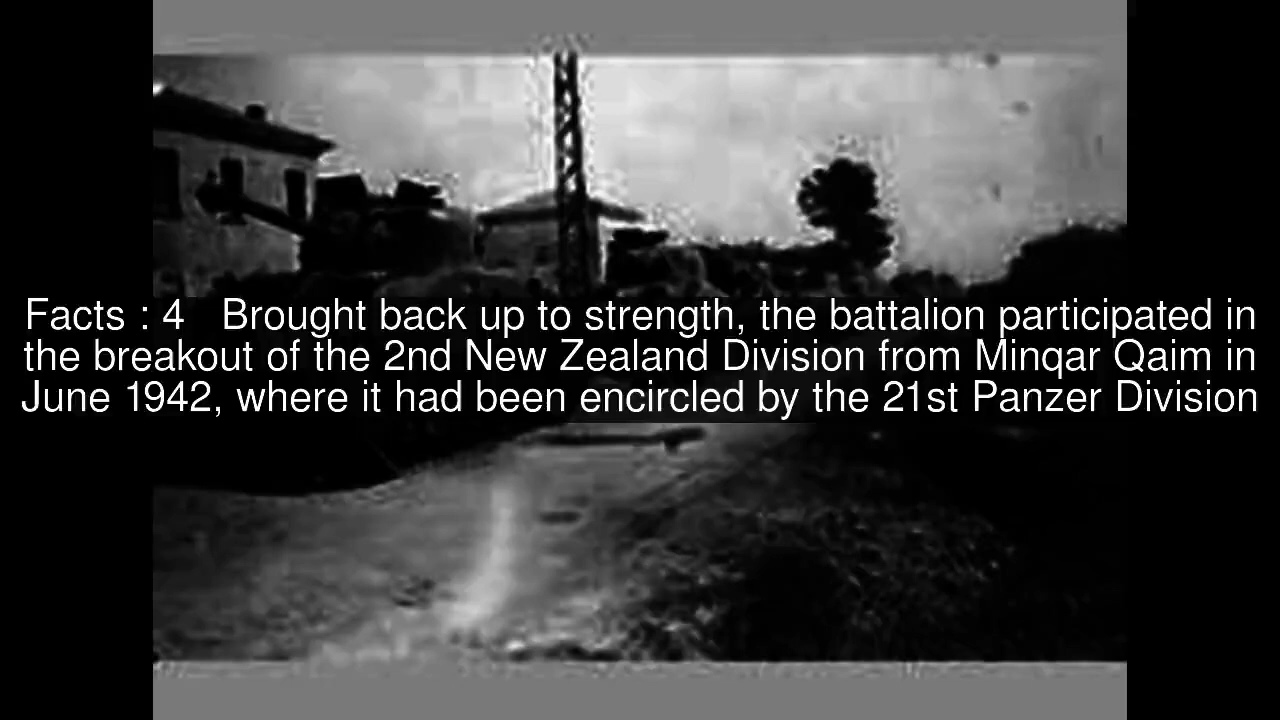 Facts : 4   Brought back up to strength, the battalion participated in
the breakout of the 2nd New Zealand Division from Minqar Qaim in
June 1942, where it had been encircled by the 21st Panzer Division